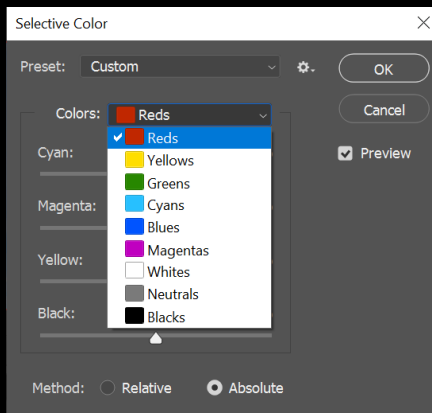 Selective Color
Preset: Custom
OK
Cancel
Preview
Colors: Reds
Reds
Yellows
Greens
Cyans
Blues
Magentas
Whites
Neutrals
Blacks
Cyan:
Magenta:
Yellow:
Black:
Method: Relative Absolute